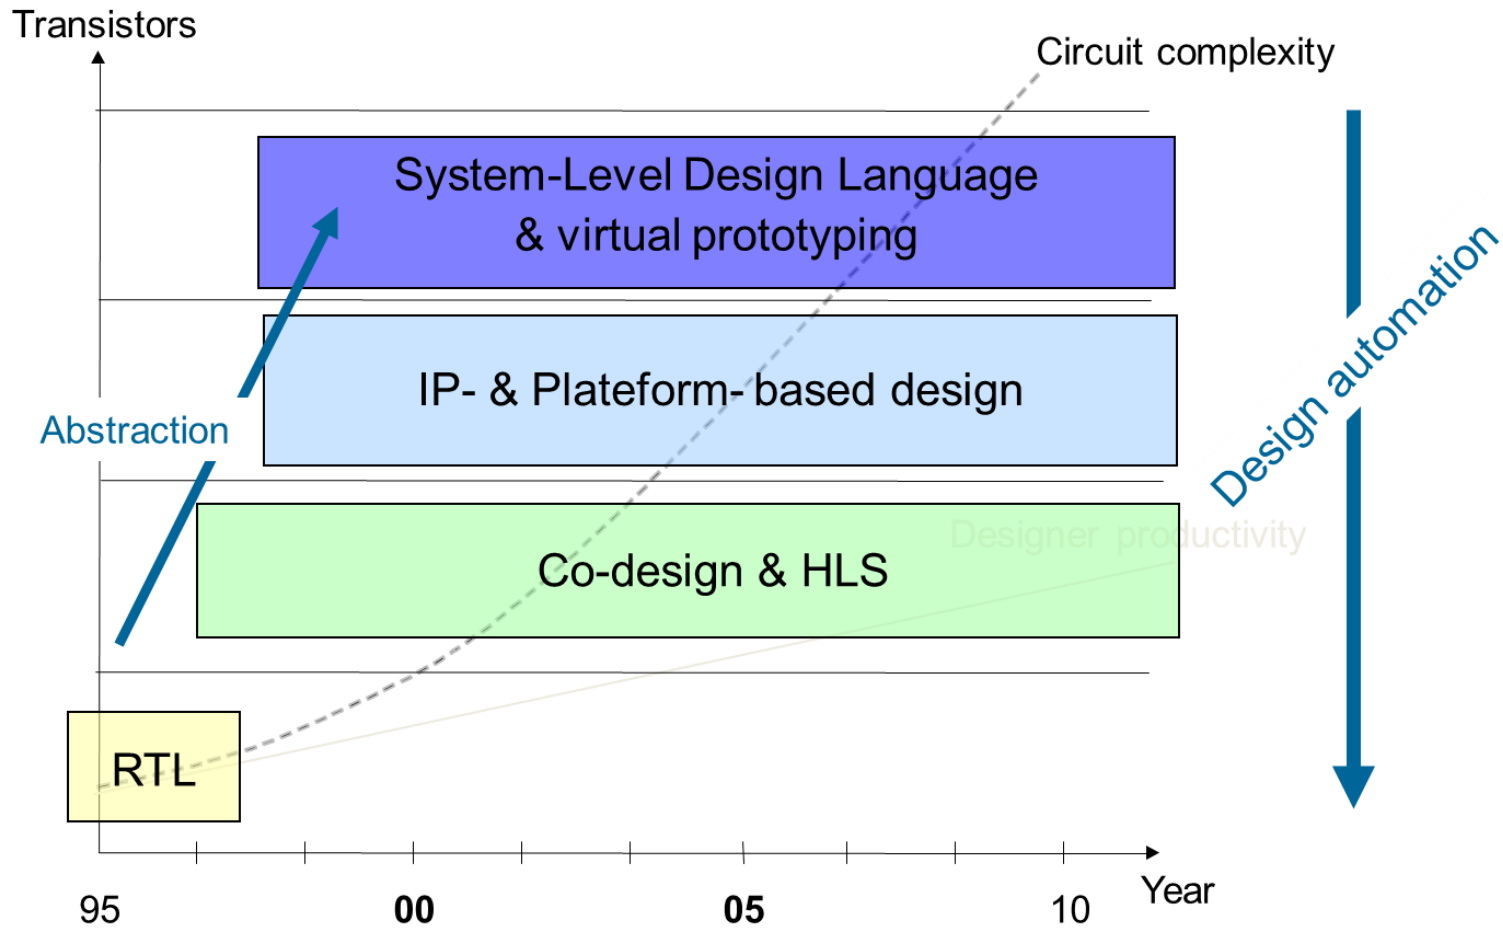 Transistors
Circuit complexity
System-Level Design Language
& virtual prototyping
IP- & Plateform- based design
Abstraction
Design automation
Designer productivity
Co-design & HLS
RTL
Year
95
00
05
10